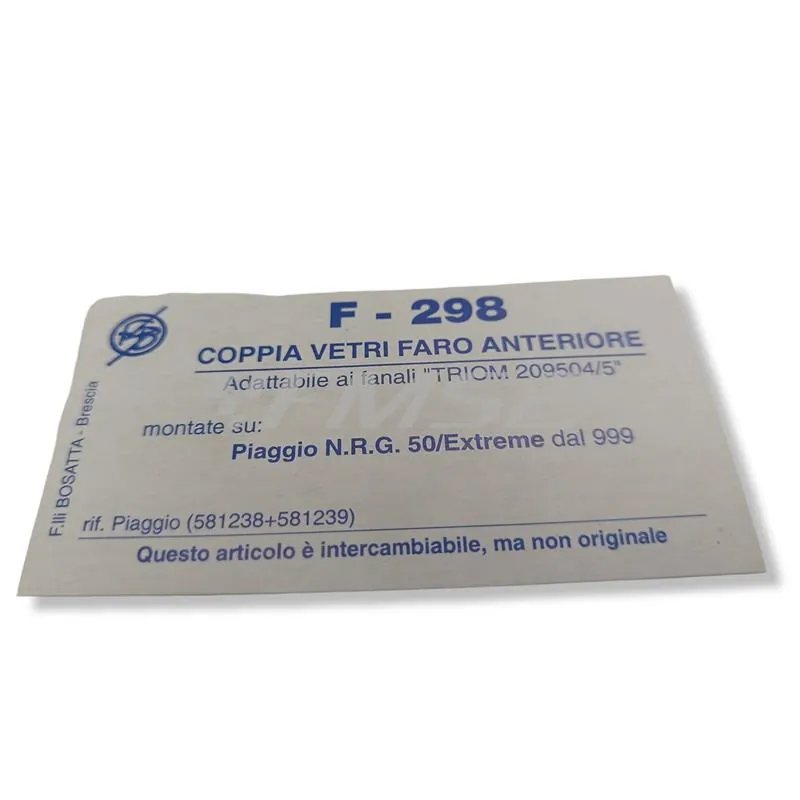 F - 298
COPPIA VETRI FARO ANTERIORE
Adattabile ai fanali "TRIOM 209504/5"
montate su:
Piaggio N.R.G. 50/Extreme dal 999
rif. Piaggio (581238+581239)
Questo articolo è intercambiabile, ma non originale
F.lli BOSATTA - Brescia